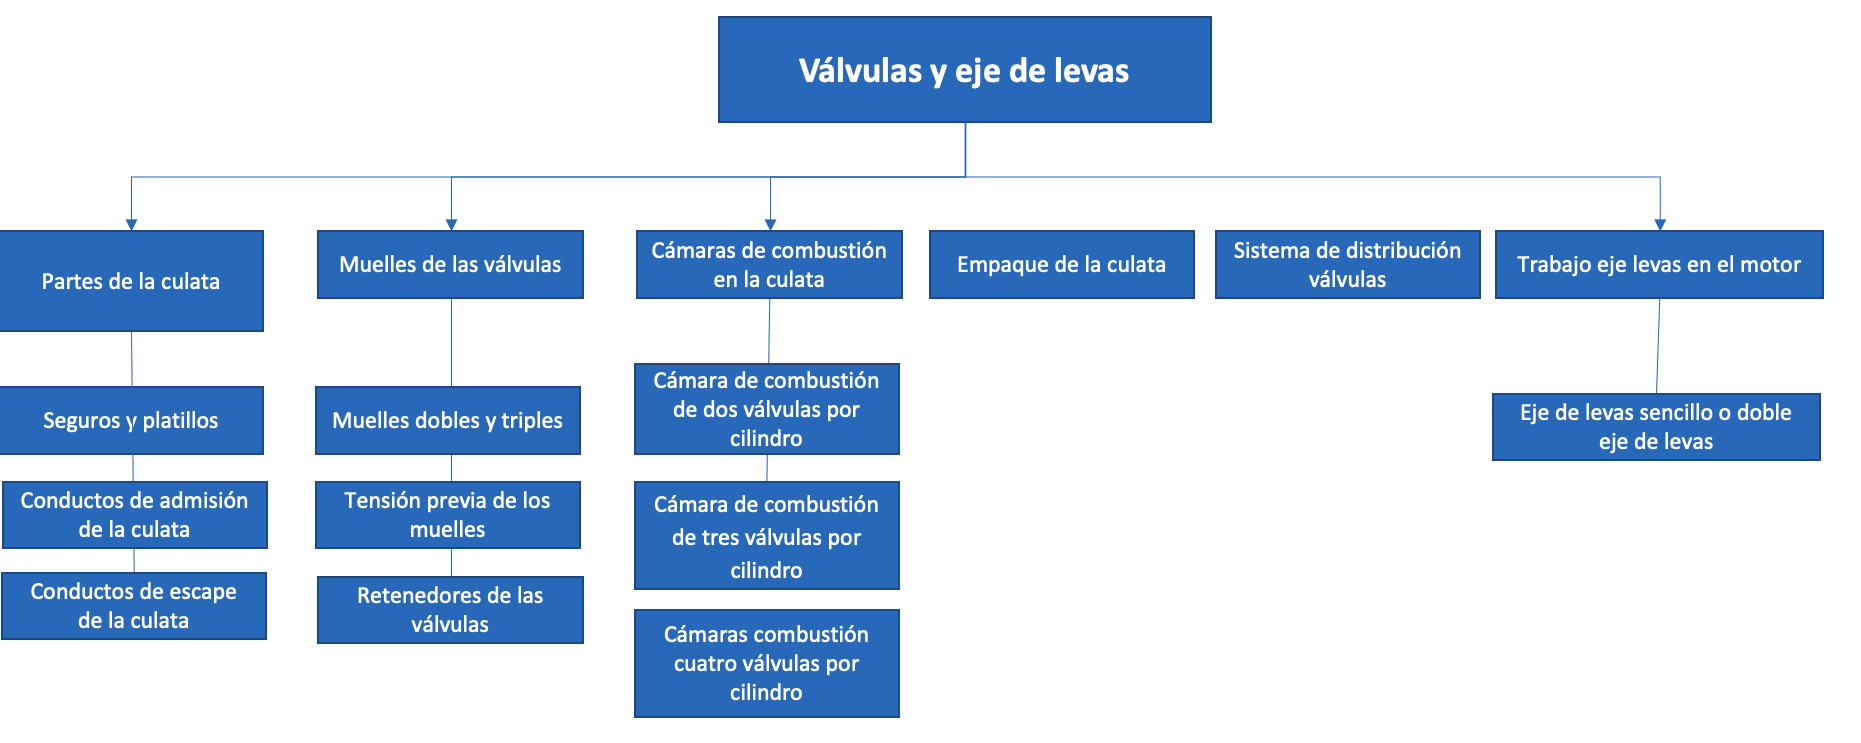 Válvulas y eje de levas
Partes de la culata
Muelles de las válvulas
Cámaras de combustión
en la culata
Empaque de la culata
Sistema de distribución
válvulas
Trabajo eje levas en el motor
Seguros y platillos
Muelles dobles y triples
Cámara de combustión
de dos válvulas por
cilindro
Eje de levas sencillo o doble
eje de levas
Conductos de admisión
de la culata
Tensión previa de los
muelles
Cámara de combustión
de tres válvulas por
cilindro
Conductos de escape
de la culata
Retenedores de las
válvulas
Cámaras combustión
cuatro válvulas por
cilindro